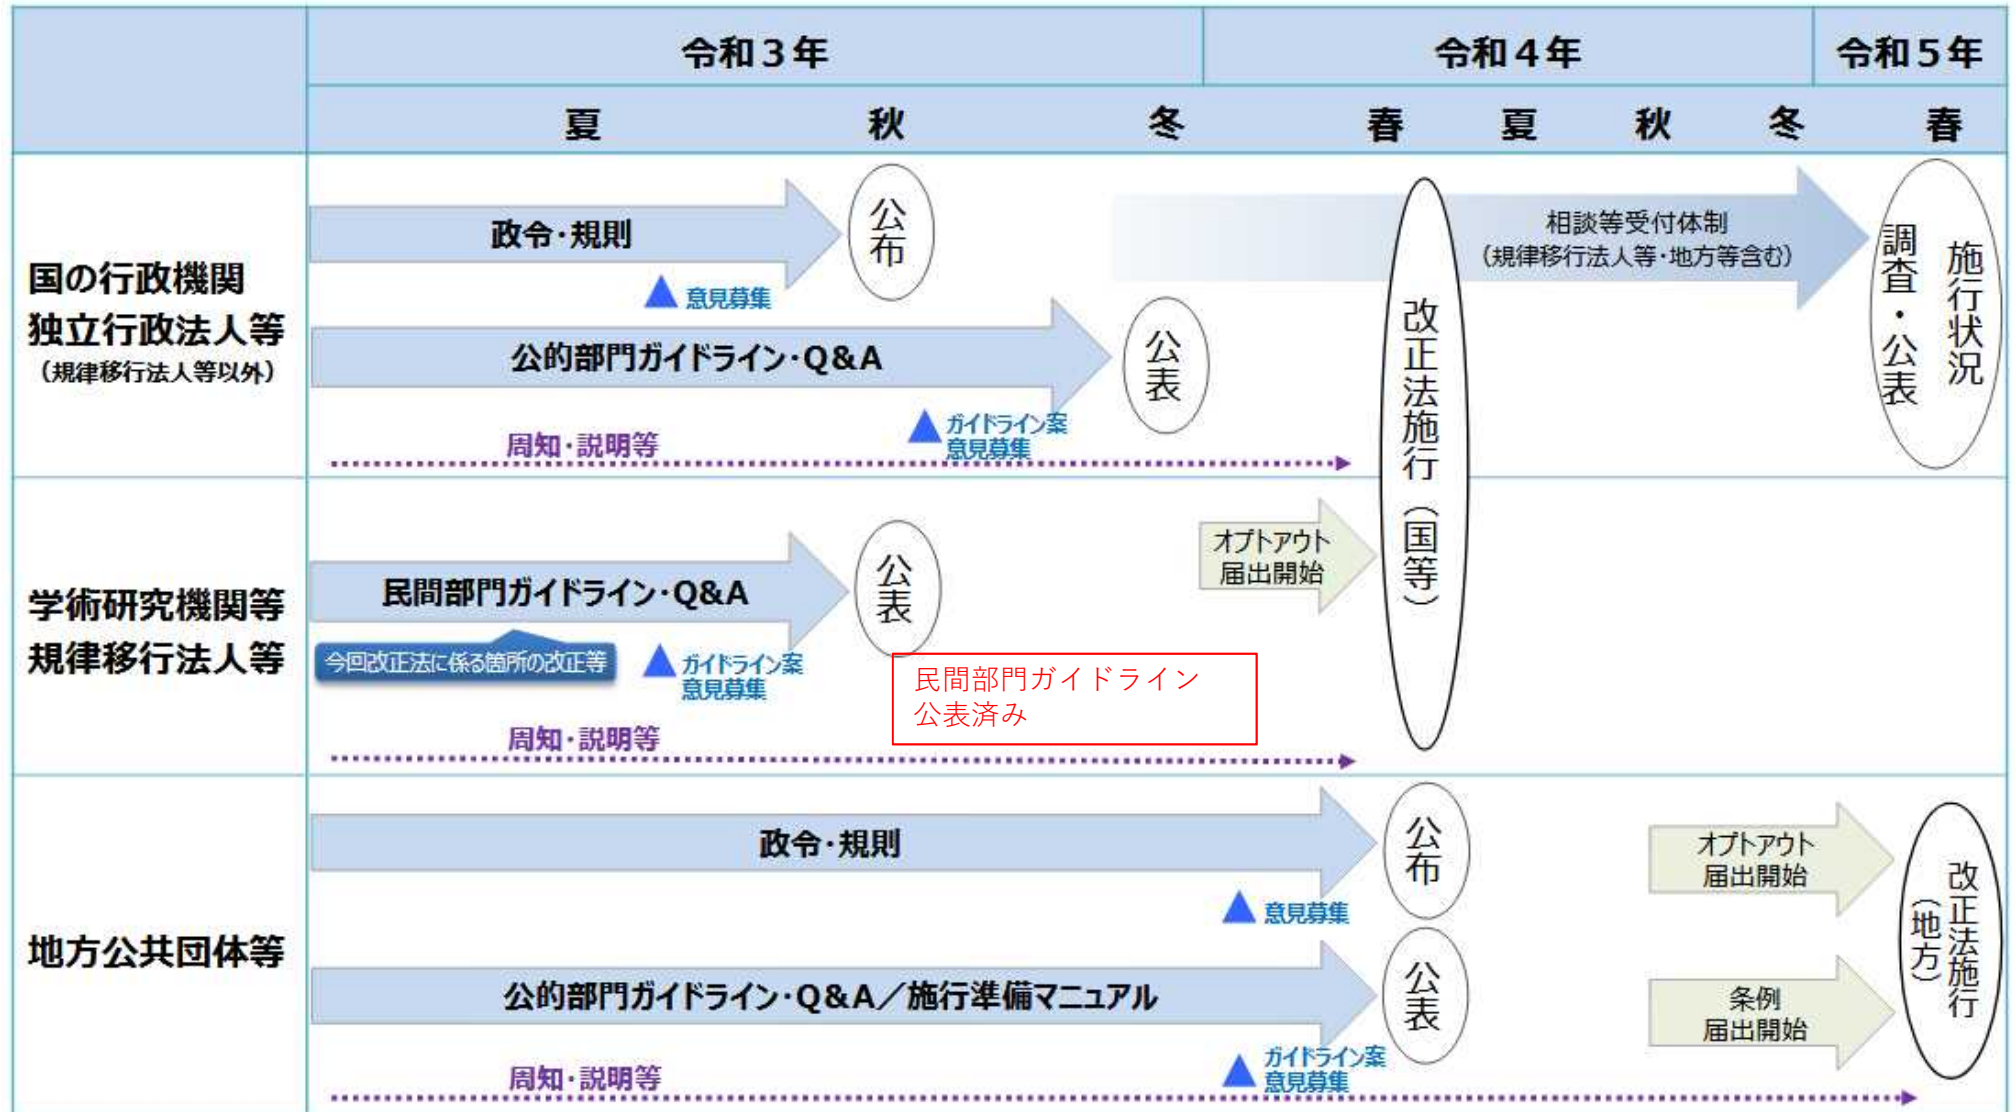 令和３年
令和４年
令和５年
夏
秋
冬
春
夏
秋
冬
春
国の行政機関
独立行政法人等
（規律移行法人等以外）
政令・規則
意見募集
公布
公的部門ガイドライン・Q&A
ガイドライン案
意見募集
公表
周知・説明等
相談等受付体制
（規律移行法人等・地方等含む）
改正法施行（国等）
施行状況
調査・公表
学術研究機関等
規律移行法人等
民間部門ガイドライン・Q&A
今回改正法に係る箇所の改正等
ガイドライン案
意見募集
公表
民間部門ガイドライン
公表済み
オプトアウト
届出開始
周知・説明等
地方公共団体等
政令・規則
意見募集
公布
公的部門ガイドライン・Q&A／施行準備マニュアル
ガイドライン案
意見募集
公表
周知・説明等
オプトアウト
届出開始
条例
届出開始
改正法施行
（地方）